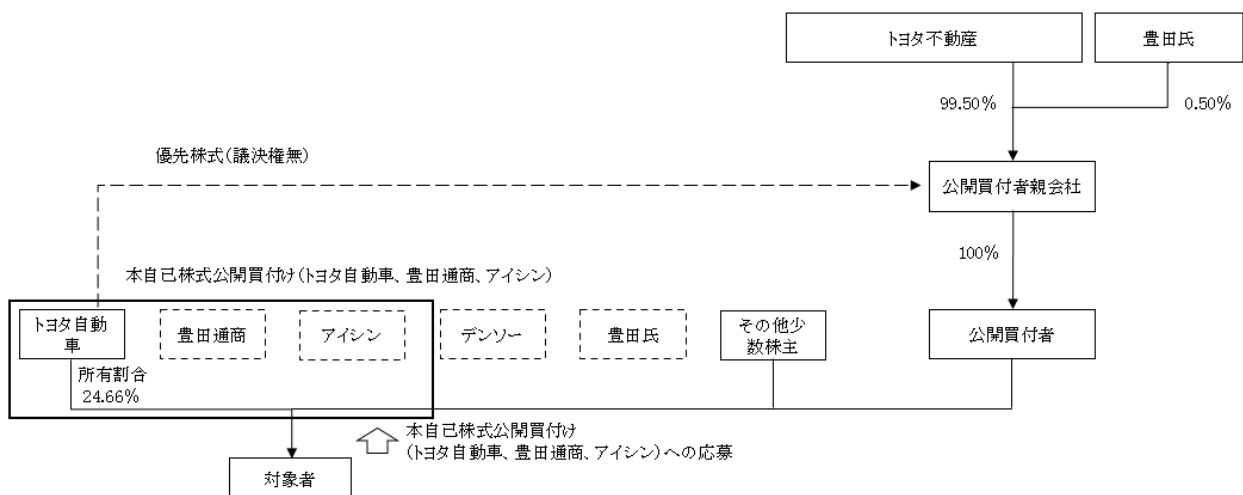 トヨタ不動産
豊田氏
99.50%
0.50%
優先株式(議決権無)
公開買付者親会社
100%
本自己株式公開買付け(トヨタ自動車、豊田通商、アイシン)
トヨタ自動
車
豊田通商
アイシン
デンソー
豊田氏
その他少
数株主
公開買付者
所有割合
24.66%
本自己株式公開買付け
(トヨタ自動車、豊田通商、アイシン)への応募
対象者